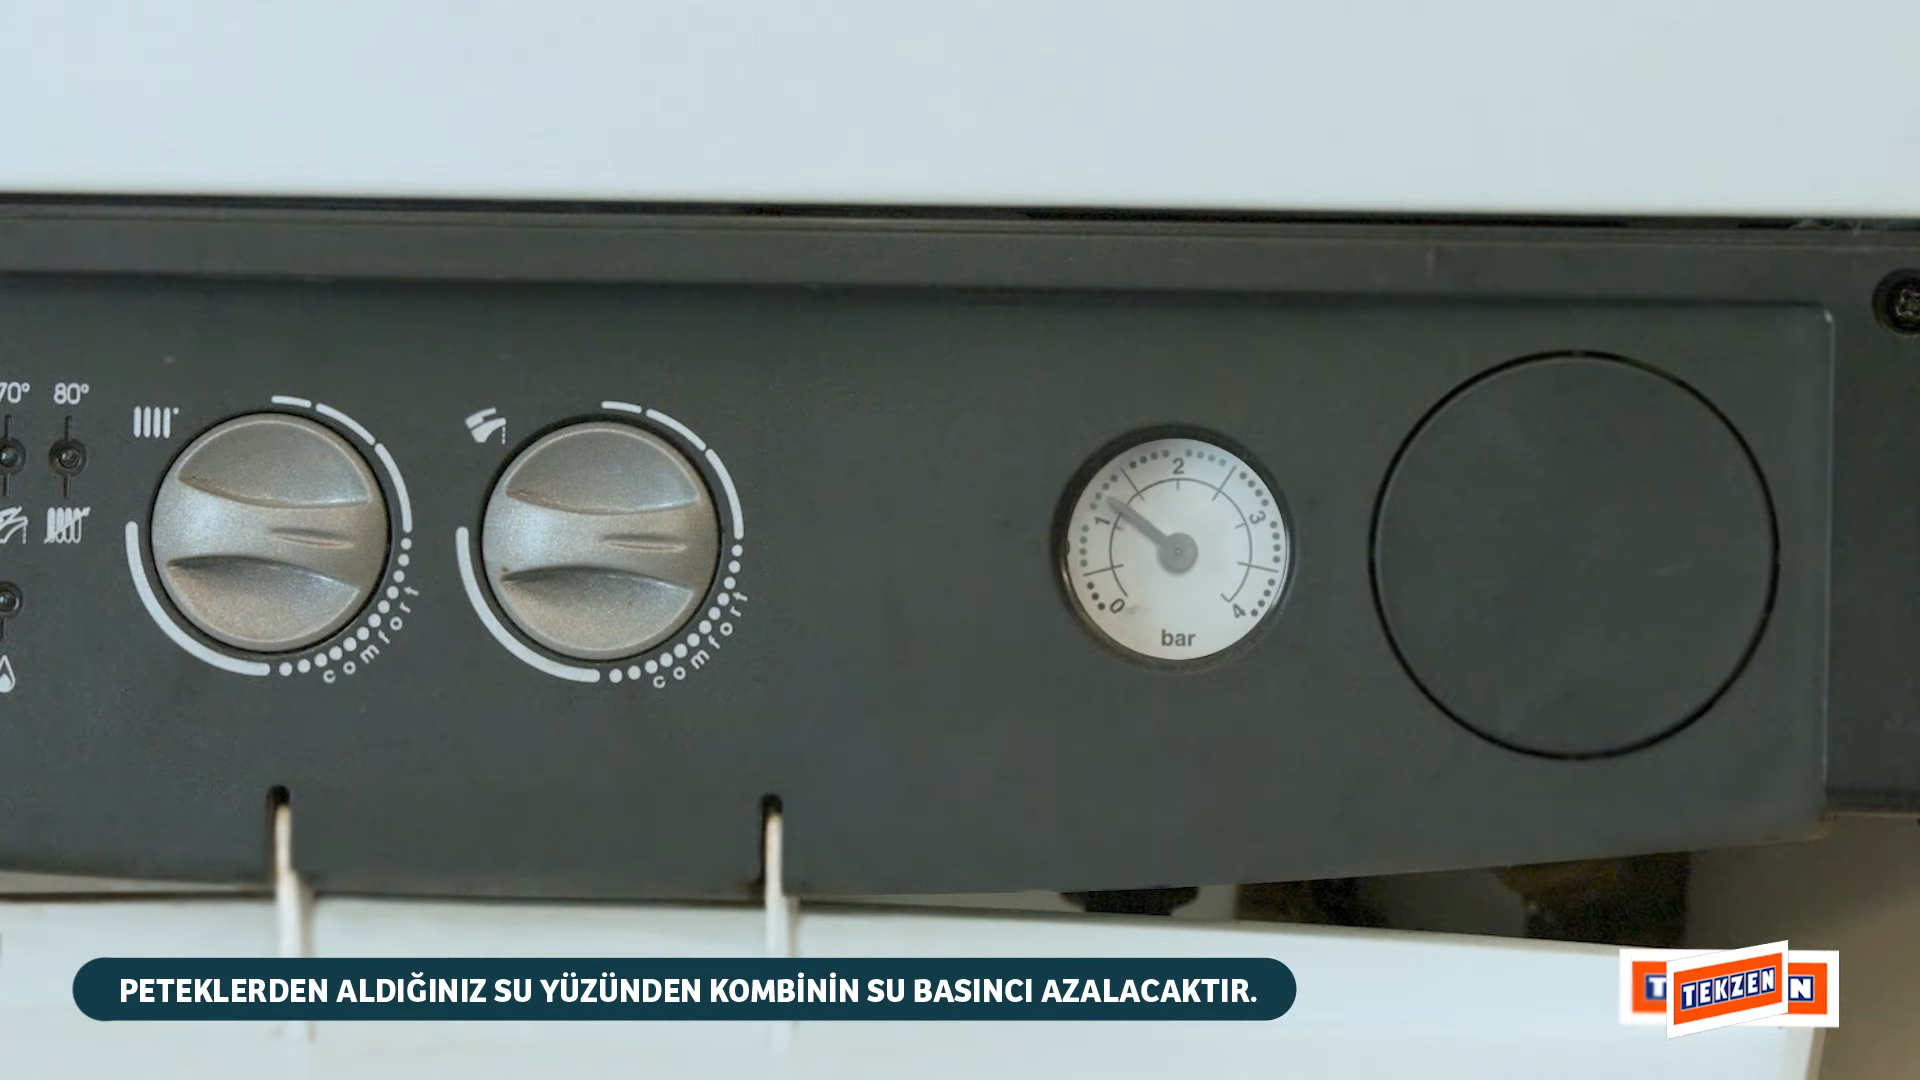 70° 80°
comfort
comfort
0 1 2 3 4
bar
PETEKLERDEN ALDIĞINIZ SU YÜZÜNDEN KOMBİNİN SU BASINCI AZALACAKTIR.
TEKZEN